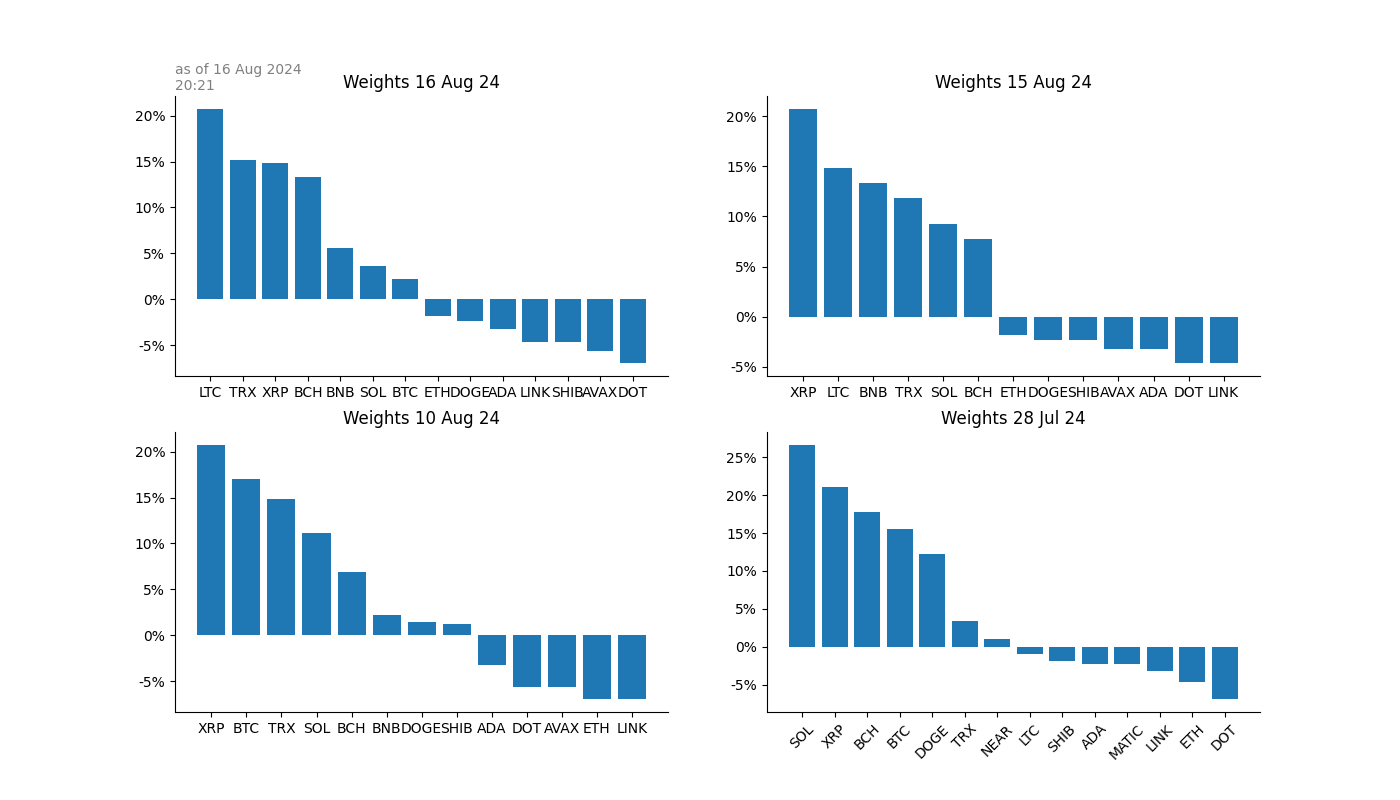 as of 16 Aug 2024
20:21
Weights 16 Aug 24
20%
15%
10%
5%
0%
-5%
LTC TRX XRP BCH BNB SOL BTC ETH DOGE ADA LINK SHIB AVAX DOT
Weights 15 Aug 24
20%
15%
10%
5%
0%
-5%
XRP LTC BNB TRX SOL BCH ETH DOGE SHIB AVAX ADA DOT LINK
Weights 10 Aug 24
20%
15%
10%
5%
0%
-5%
XRP BTC TRX SOL BCH BNB DOGE SHIB ADA DOT AVAX ETH LINK
Weights 28 Jul 24
25%
20%
15%
10%
5%
0%
-5%
SOL XRP BCH BTC DOGE TRX NEAR LTC SHIB ADA MATIC LINK ETH DOT